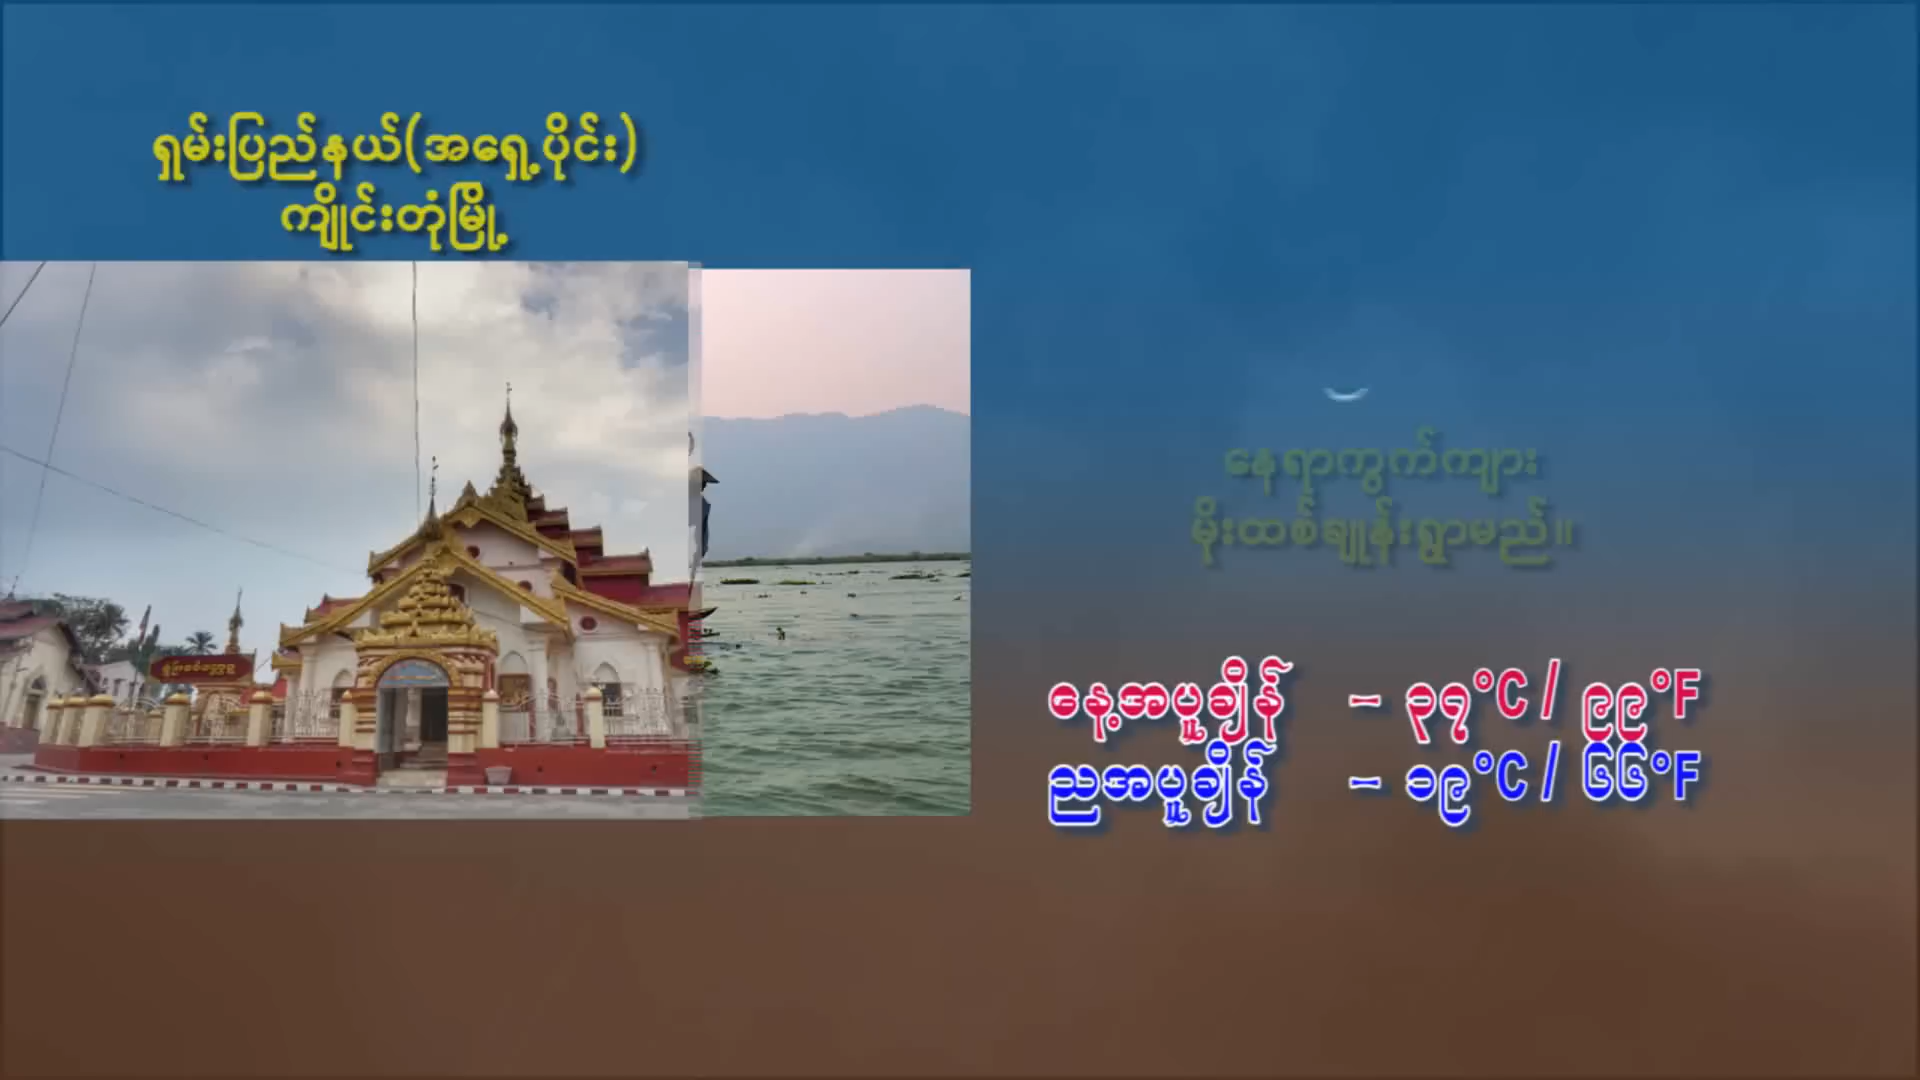 ရှမ်းပြည်နယ်(အရှေ့ပိုင်း)
ကျိုင်းတုံမြို့
နေရာကွက်ကျား
မိုးထစ်ချုန်းရွာမည်။
နေ့အပူချိန် - ၃၇°C / ၉၉°F
ညအပူချိန် - ၁၉°C / ၆၆°F